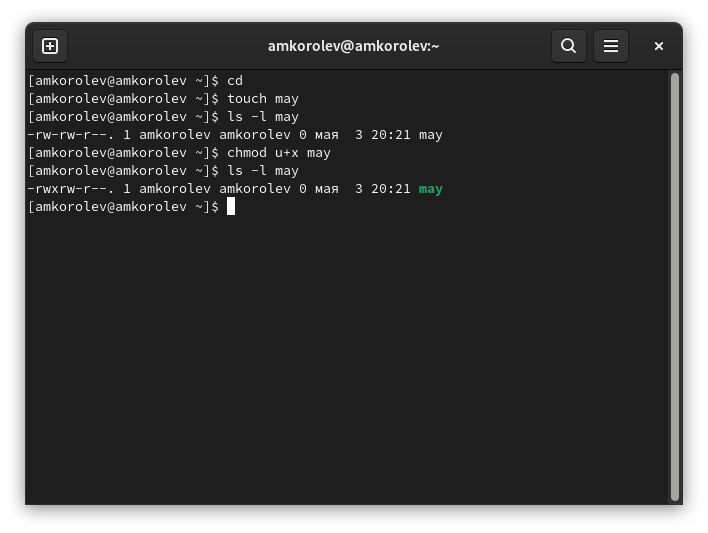 amkorolev@amkorolev:~
[amkorolev@amkorolev ~]$ cd
[amkorolev@amkorolev ~]$ touch may
[amkorolev@amkorolev ~]$ ls -l may
-rw-rw-r--. 1 amkorolev amkorolev 0 мая  3 20:21 may
[amkorolev@amkorolev ~]$ chmod u+x may
[amkorolev@amkorolev ~]$ ls -l may
-rwxrw-r--. 1 amkorolev amkorolev 0 мая  3 20:21 may
[amkorolev@amkorolev ~]$